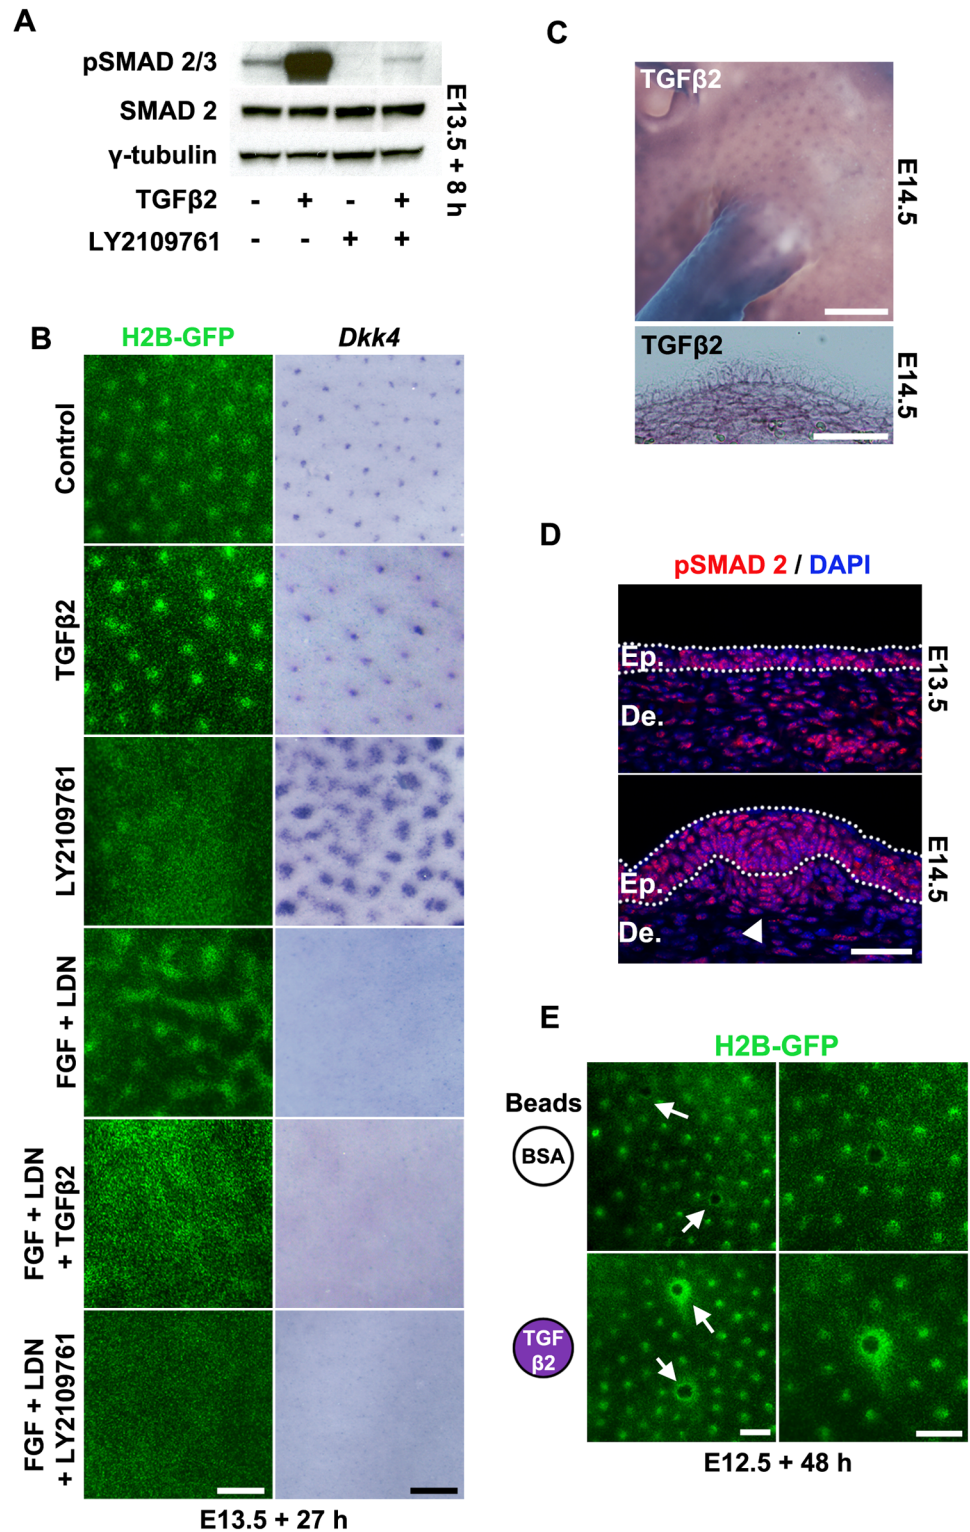 A
pSMAD 2/3
SMAD 2
γ-tubulin
TGFβ2 - + - +
LY2109761 - - + +
E13.5 + 8 h
B
H2B-GFP Dkk4
Control
TGFβ2
LY2109761
FGF + LDN
FGF + LDN
+ TGFβ2
FGF + LDN
+ LY2109761
E13.5 + 27 h
C
TGFβ2
E14.5
TGFβ2
E14.5
D
pSMAD 2 / DAPI
Ep.
De.
E13.5
Ep.
De.
E14.5
E
H2B-GFP
Beads
BSA
TGF
β2
E12.5 + 48 h